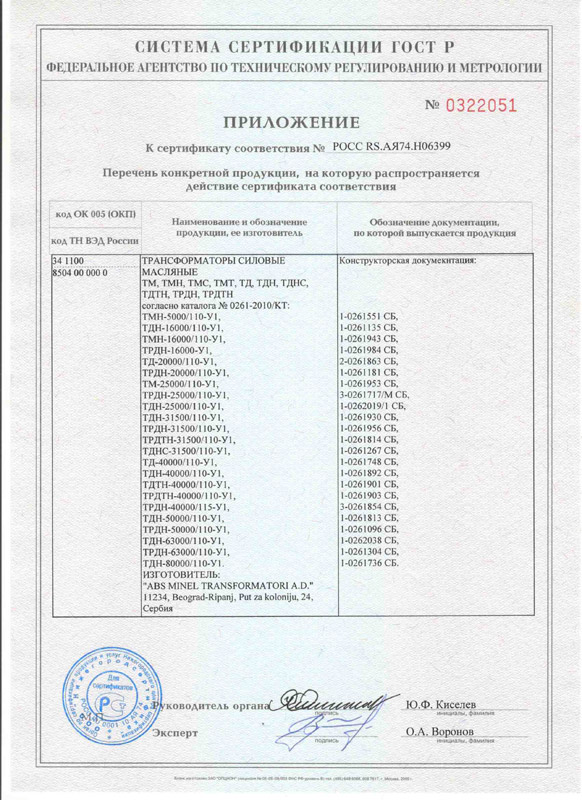 СИСТЕМА СЕРТИФИКАЦИИ ГОСТ Р
ФЕДЕРАЛЬНОЕ АГЕНТСТВО ПО ТЕХНИЧЕСКОМУ РЕГУЛИРОВАНИЮ И МЕТРОЛОГИИ
№ 0322051
ПРИЛОЖЕНИЕ
К сертификату соответствия № РОСС RS.АЯ74.Н06399
Перечень конкретной продукции, на которую распространяется
действие сертификата соответствия
код ОК 005 (ОКП)
код ТН ВЭД России
Наименование и обозначение
продукции, ее изготовитель
Обозначение документации,
по которой выпускается продукция
34 1100 ТРАНСФОРМАТОРЫ СИЛОВЫЕ Конструкторская документация:
8504 00 000 0 МАСЛЯНЫЕ
ТМ, ТМН, ТМС, ТМТ, ТД, ТДН, ТДНС,
ТДТН, ТРДН, ТРДТН
согласно каталога № 0261-2010/КТ:
ТМН-5000/110-У1, 1-0261551 СБ,
ТДН-16000/110-У1, 1-0261135 СБ,
ТМН-16000/110-У1, 1-0261943 СБ,
ТРДН-16000-У1, 1-0261984 СБ,
ТД-20000/110-У1, 2-0261863 СБ,
ТРДН-20000/110-У1, 1-0261181 СБ,
ТМ-25000/110-У1, 1-0261953 СБ,
ТРДН-25000/110-У1, 3-0261717/М СБ,
ТДН-25000/110-У1, 1-0262019/1 СБ,
ТДН-31500/110-У1, 1-0261930 СБ,
ТРДН-31500/110-У1, 1-0261956 СБ,
ТРДТН-31500/110-У1, 1-0261814 СБ,
ТДНС-31500/110-У1, 1-0261267 СБ,
ТД-40000/110-У1, 1-0261748 СБ,
ТДН-40000/110-У1, 1-0261892 СБ,
ТДТН-40000/110-У1, 1-0261901 СБ,
ТРДТН-40000/110-У1, 1-0261903 СБ,
ТРДН-40000/115-У1, 3-0261854 СБ,
ТДН-50000/110-У1, 1-0261813 СБ,
ТРДН-50000/110-У1, 1-0261096 СБ,
ТДН-63000/110-У1, 1-0262038 СБ,
ТРДН-63000/110-У1, 1-0261304 СБ,
ТДН-80000/110-У1. 1-0261736 СБ,
ИЗГОТОВИТЕЛЬ:
"ABS MINEL TRANSFORMATORI A.D."
11234, Beograd-Ripanj, Put za koloniju, 24,
Сербия
Для
сертификатов
Руководитель органа
подпись
Ю.Ф. Киселев
инициалы, фамилия
Эксперт
подпись
О.А. Воронов
инициалы, фамилия